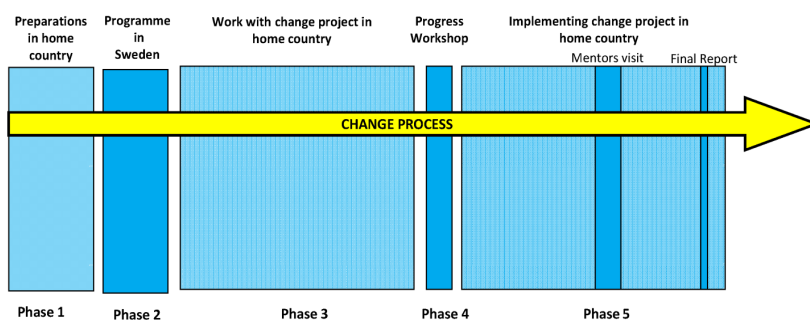 Preparations
in home
country
Programme
in
Sweden
Work with change project in
home country
Progress
Workshop
Implementing change project in
home country
Mentors visit
Final Report
CHANGE PROCESS
Phase 1
Phase 2
Phase 3
Phase 4
Phase 5